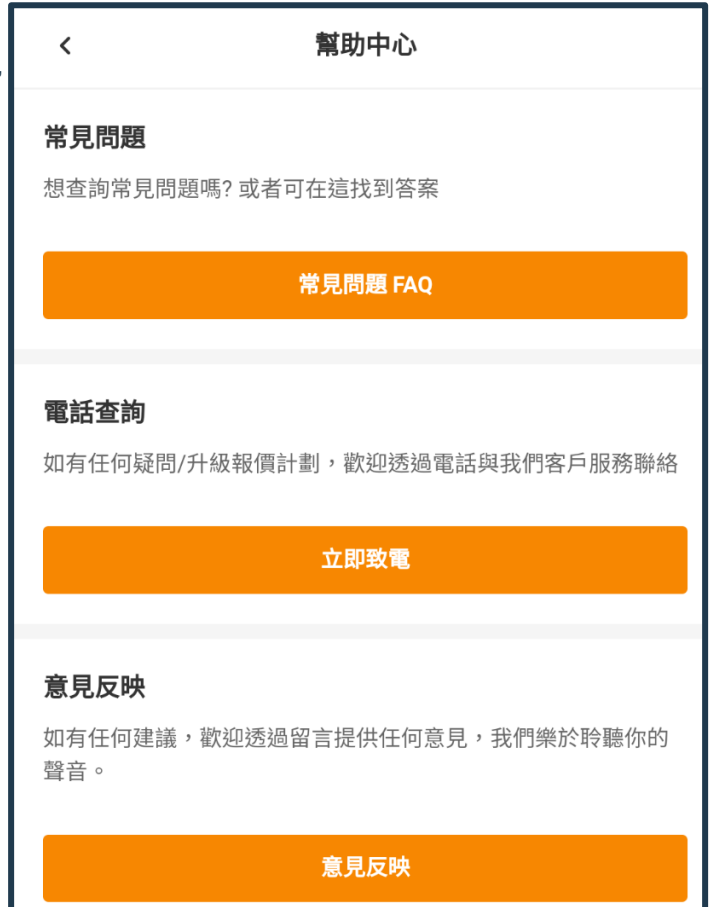 幫助中心
常見問題
想查詢常見問題嗎? 或者可在這找到答案
常見問題 FAQ
電話查詢
如有任何疑問/升級報價計劃，歡迎透過電話與我們客戶服務聯絡
立即致電
意見反映
如有任何建議，歡迎透過留言提供任何意見，我們樂於聆聽你的
聲音。
意見反映